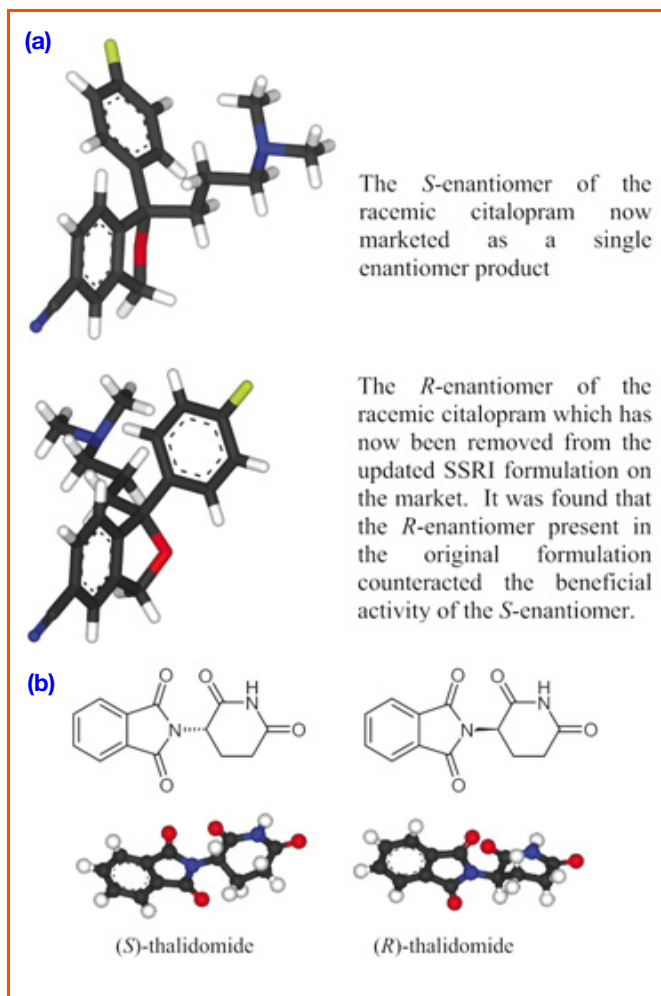 (a)
The S-enantiomer of the
racemic citalopram now
marketed as a single
enantiomer product
The R-enantiomer of the
racemic citalopram which has
now been removed from the
updated SSRI formulation on
the market. It was found that
the R-enantiomer present in
the original formulation
counteracted the beneficial
activity of the S-enantiomer.
(b)
O O NH O N O
O O NH O N O
(S)-thalidomide (R)-thalidomide